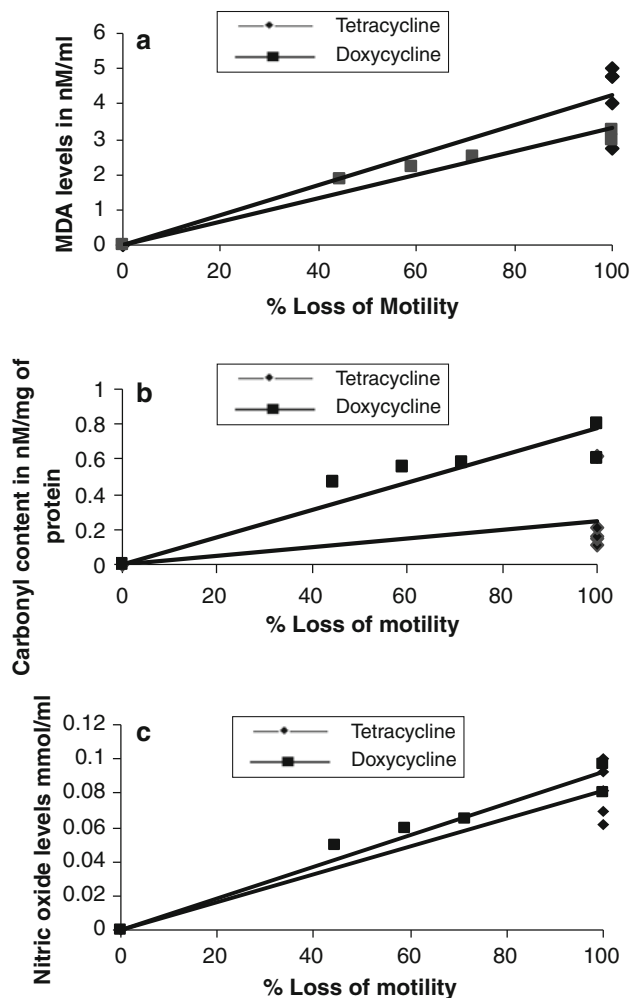 a
Tetracycline
Doxycycline
MDA levels in nM/ml
6
5
4
3
2
1
0
0 20 40 60 80 100
% Loss of Motility
b
Tetracycline
Doxycycline
Carbonyl content in nM/mg of
protein
1
0.8
0.6
0.4
0.2
0
0 20 40 60 80 100
% Loss of motility
c
Tetracycline
Doxycycline
Nitric oxide levels mmol/ml
0.12
0.1
0.08
0.06
0.04
0.02
0
0 20 40 60 80 100
% Loss of motility